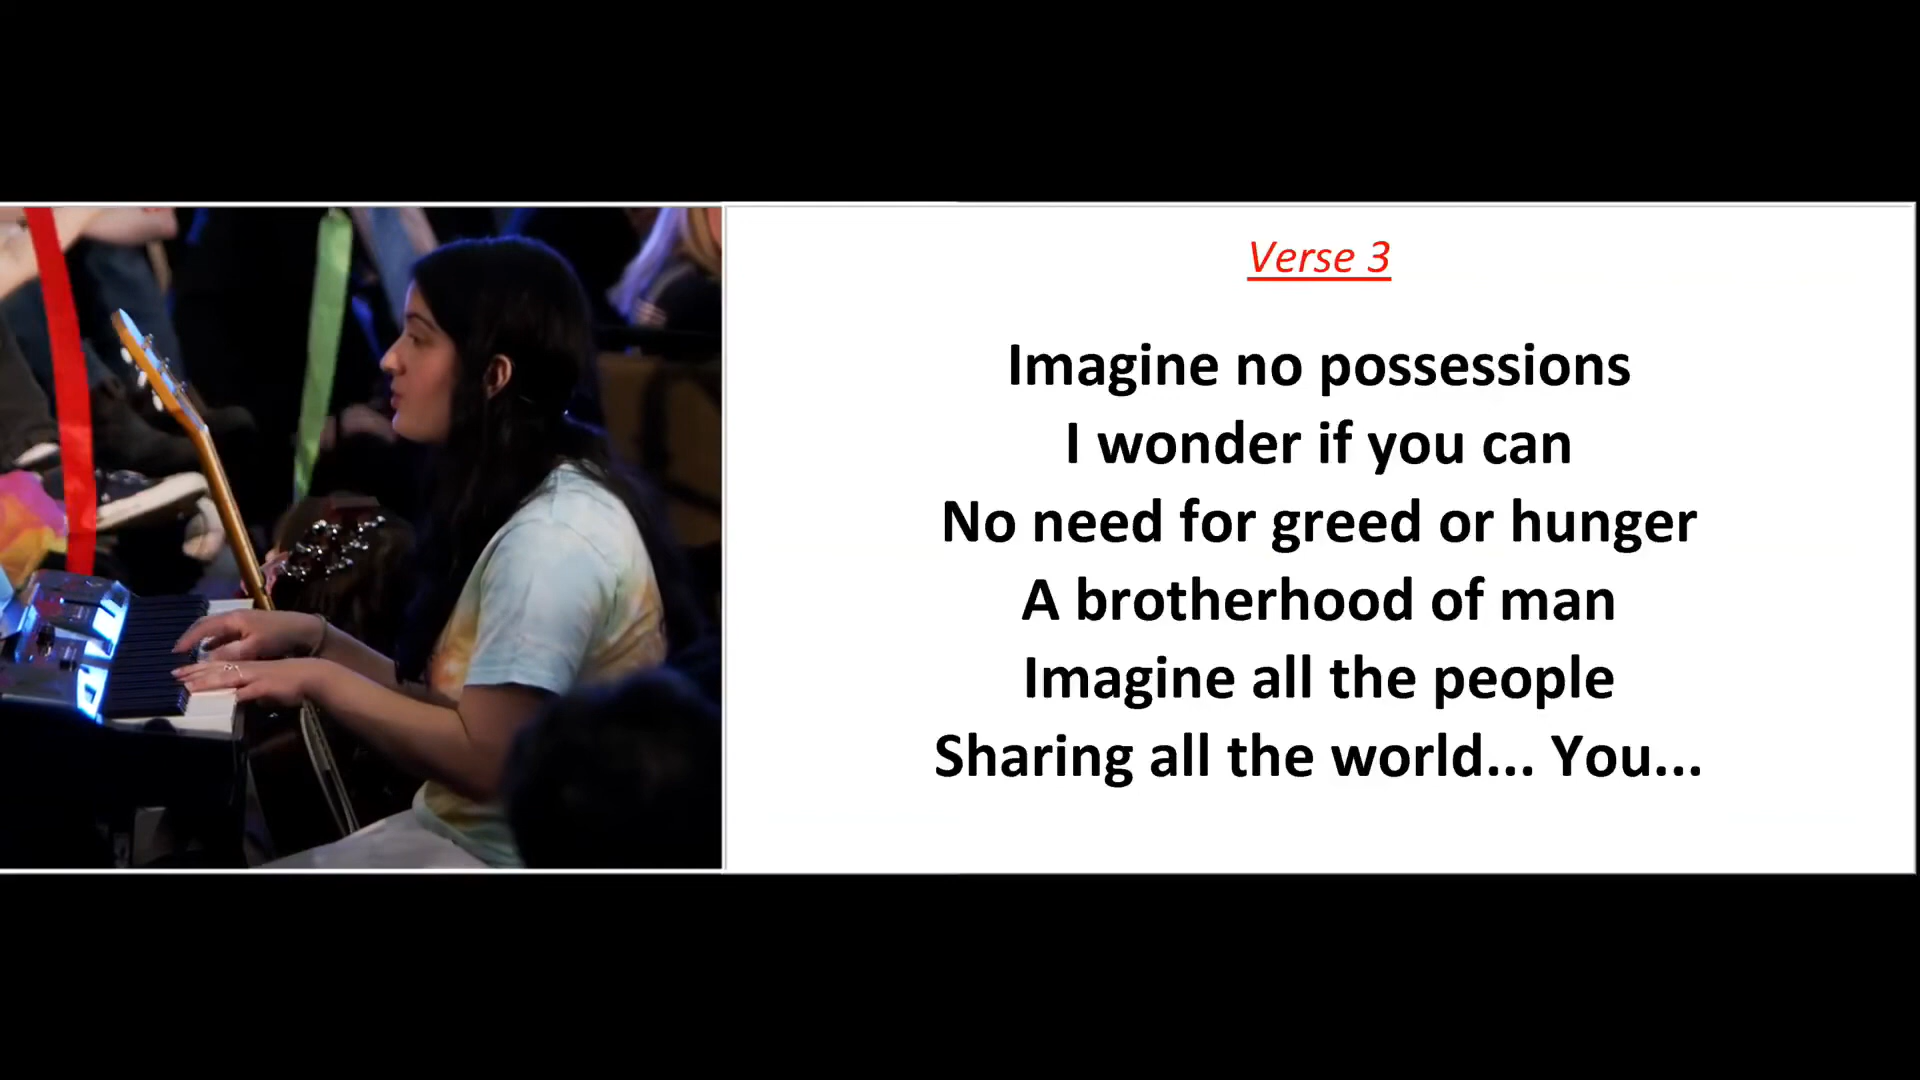 Verse 3
Imagine no possessions
I wonder if you can
No need for greed or hunger
A brotherhood of man
Imagine all the people
Sharing all the world... You...